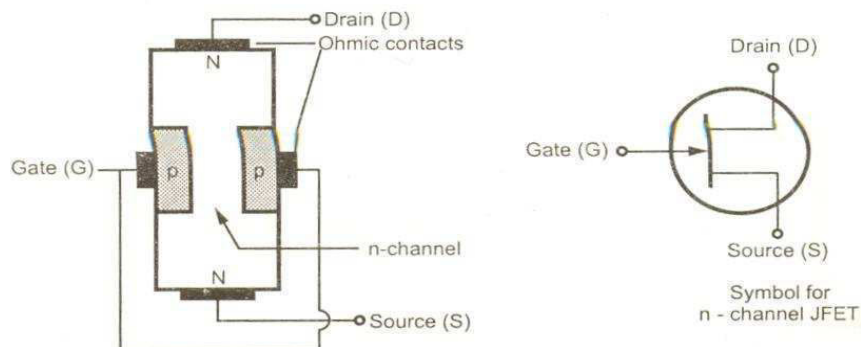 Drain (D)
Ohmic contacts
N
Gate (G)
p
p
n-channel
N
Source (S)
Drain (D)
Gate (G)
Source (S)
Symbol for
n - channel JFET